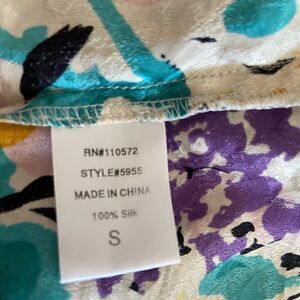 RN#110572
STYLE#5955
MADE IN CHINA
100% Silk
S